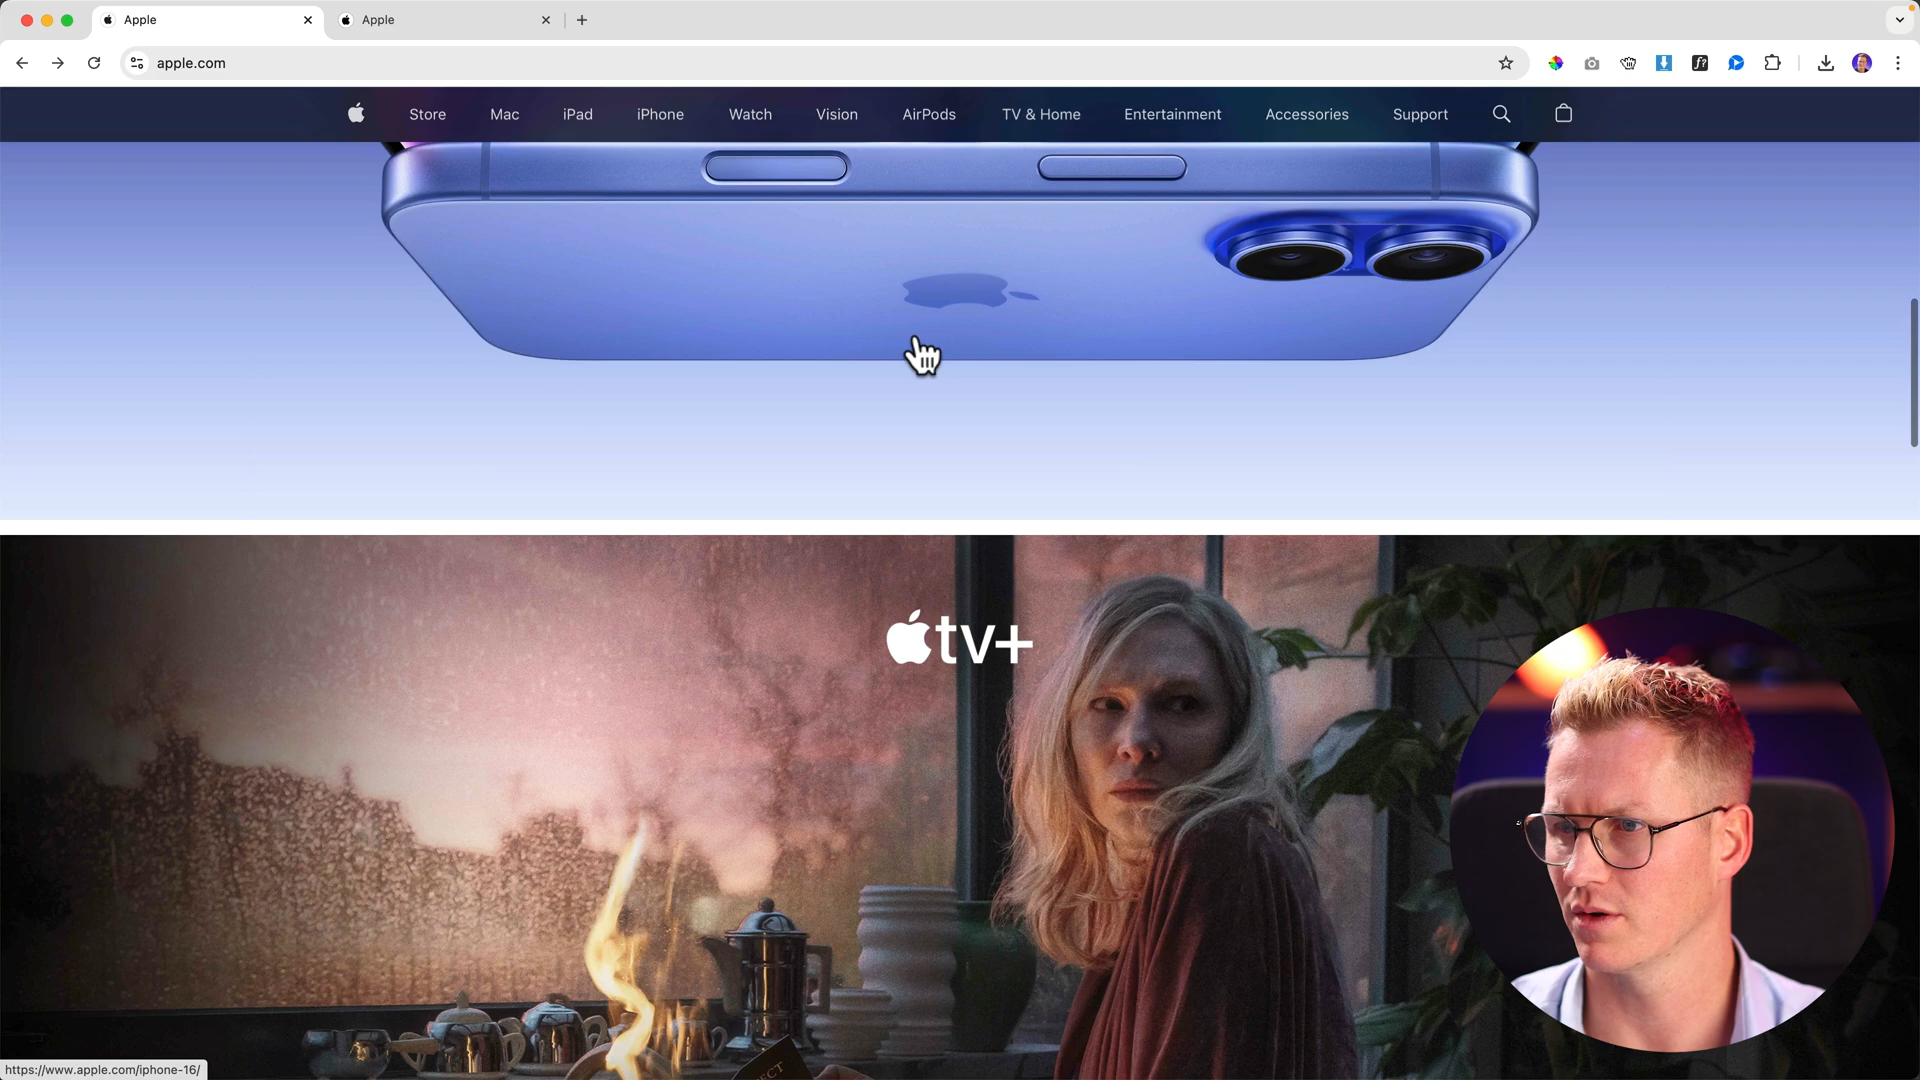 Apple
Apple
apple.com
Store Mac iPad iPhone Watch Vision AirPods TV & Home Entertainment Accessories Support
tv+
https://www.apple.com/iphone-16/